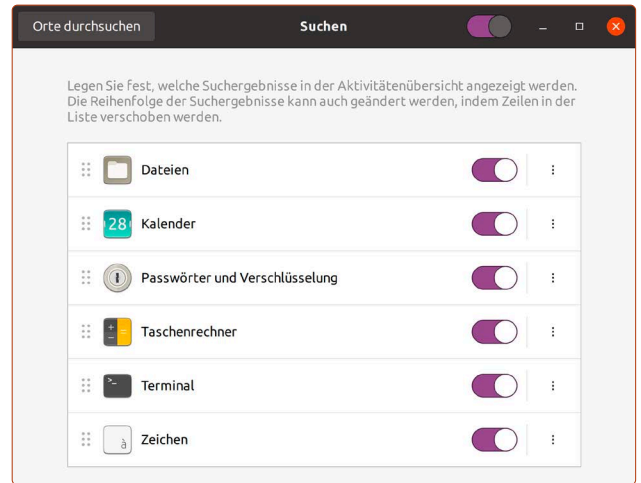 Orte durchsuchen
Suchen
Legen Sie fest, welche Suchergebnisse in der Aktivitätenübersicht angezeigt werden.
Die Reihenfolge der Suchergebnisse kann auch geändert werden, indem Zeilen in der
Liste verschoben werden.
Dateien
28 Kalender
Passwörter und Verschlüsselung
+ − = Taschenrechner
>_ Terminal
à Zeichen